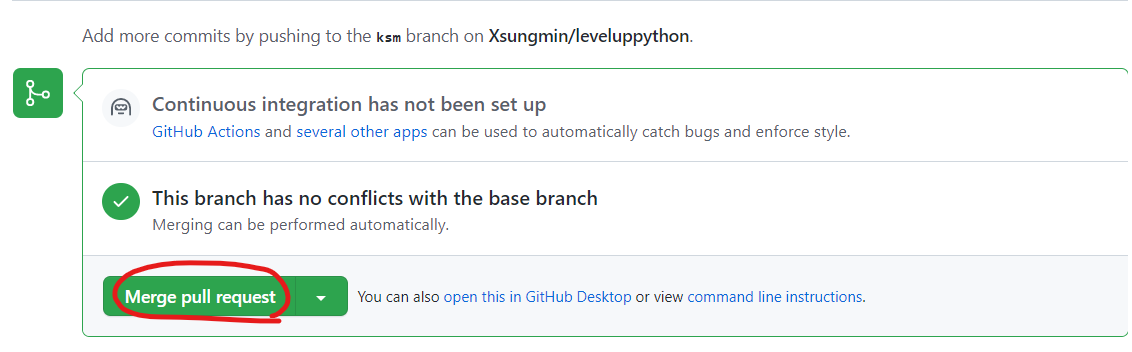 Add more commits by pushing to the ksm branch on Xsungmin/leveluppython.
Continuous integration has not been set up
GitHub Actions and several other apps can be used to automatically catch bugs and enforce style.
This branch has no conflicts with the base branch
Merging can be performed automatically.
Merge pull request
You can also open this in GitHub Desktop or view command line instructions.